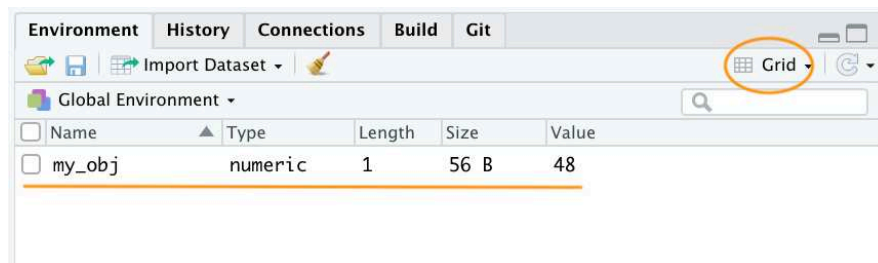 Environment History Connections Build Git
Import Dataset Grid
Global Environment
Name Type Length Size Value
my_obj numeric 1 56 B 48